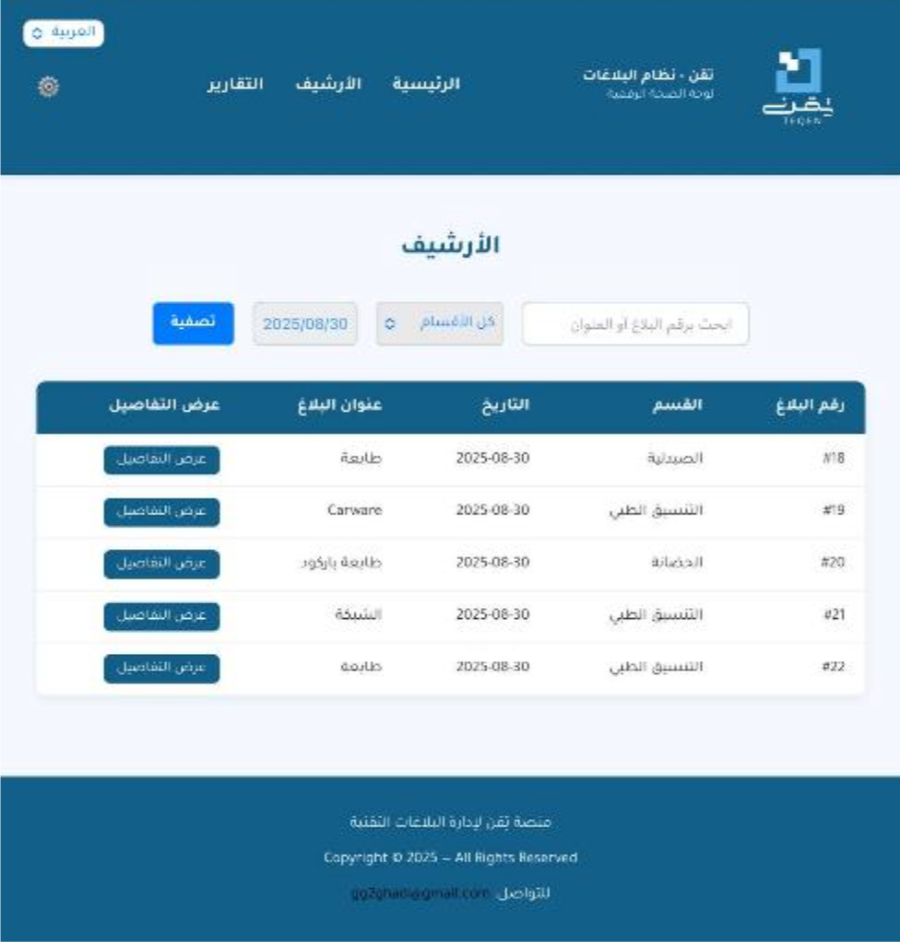 العربية
تقن - نظام البلاغات
لوحة الصحة الرقمية
الرئيسية
الأرشيف
التقارير
يقن
TEQEN
الأرشيف
ابحث برقم البلاغ أو العنوان
كل الأقسام
2025/08/30
تصفية
رقم البلاغ القسم التاريخ عنوان البلاغ عرض التفاصيل
#18 الصيدلية 2025-08-30 طابعة عرض التفاصيل
#19 التنسيق الطبي 2025-08-30 Carware عرض التفاصيل
#20 الحضانة 2025-08-30 طابعة باركود عرض التفاصيل
#21 التنسيق الطبي 2025-08-30 الشبكة عرض التفاصيل
#22 التنسيق الطبي 2025-08-30 طابعة عرض التفاصيل
منصة تقن لإدارة البلاغات التقنية
Copyright © 2025 – All Rights Reserved
للتواصل: